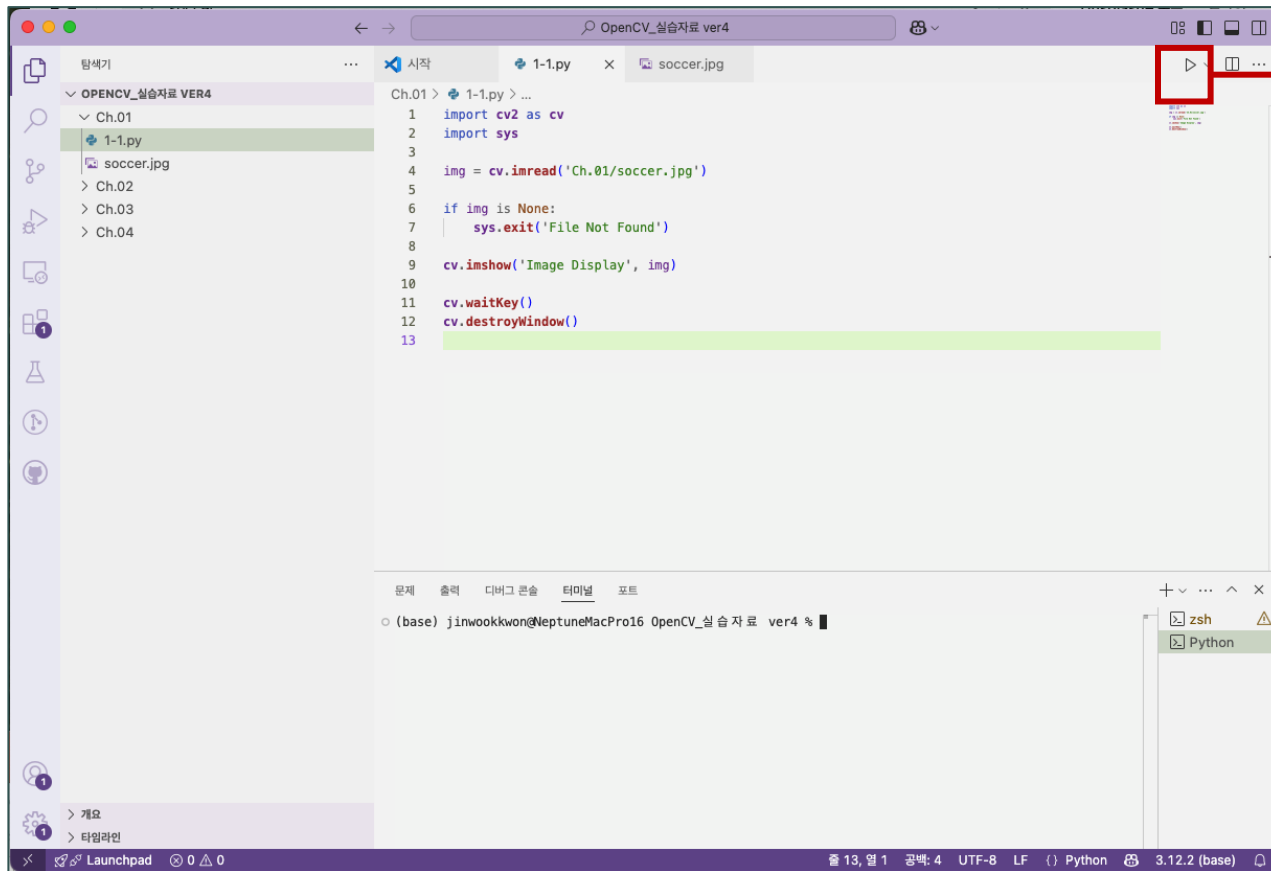 OpenCV_실습자료 ver4
탐색기
시작
1-1.py
soccer.jpg
OPENCV_실습자료 VER4
Ch.01
1-1.py
soccer.jpg
Ch.02
Ch.03
Ch.04
Ch.01 > 1-1.py > ...
1 import cv2 as cv
2 import sys
3
4 img = cv.imread('Ch.01/soccer.jpg')
5
6 if img is None:
7 sys.exit('File Not Found')
8
9 cv.imshow('Image Display', img)
10
11 cv.waitKey()
12 cv.destroyWindow()
13
문제 출력 디버그 콘솔 터미널 포트
(base) jinwookkwon@NeptuneMacPro16 OpenCV_실습자료 ver4 %
zsh
Python
1
1
1
개요
타임라인
Launchpad 0 0
줄 13, 열 1 공백: 4 UTF-8 LF {} Python 3.12.2 (base)